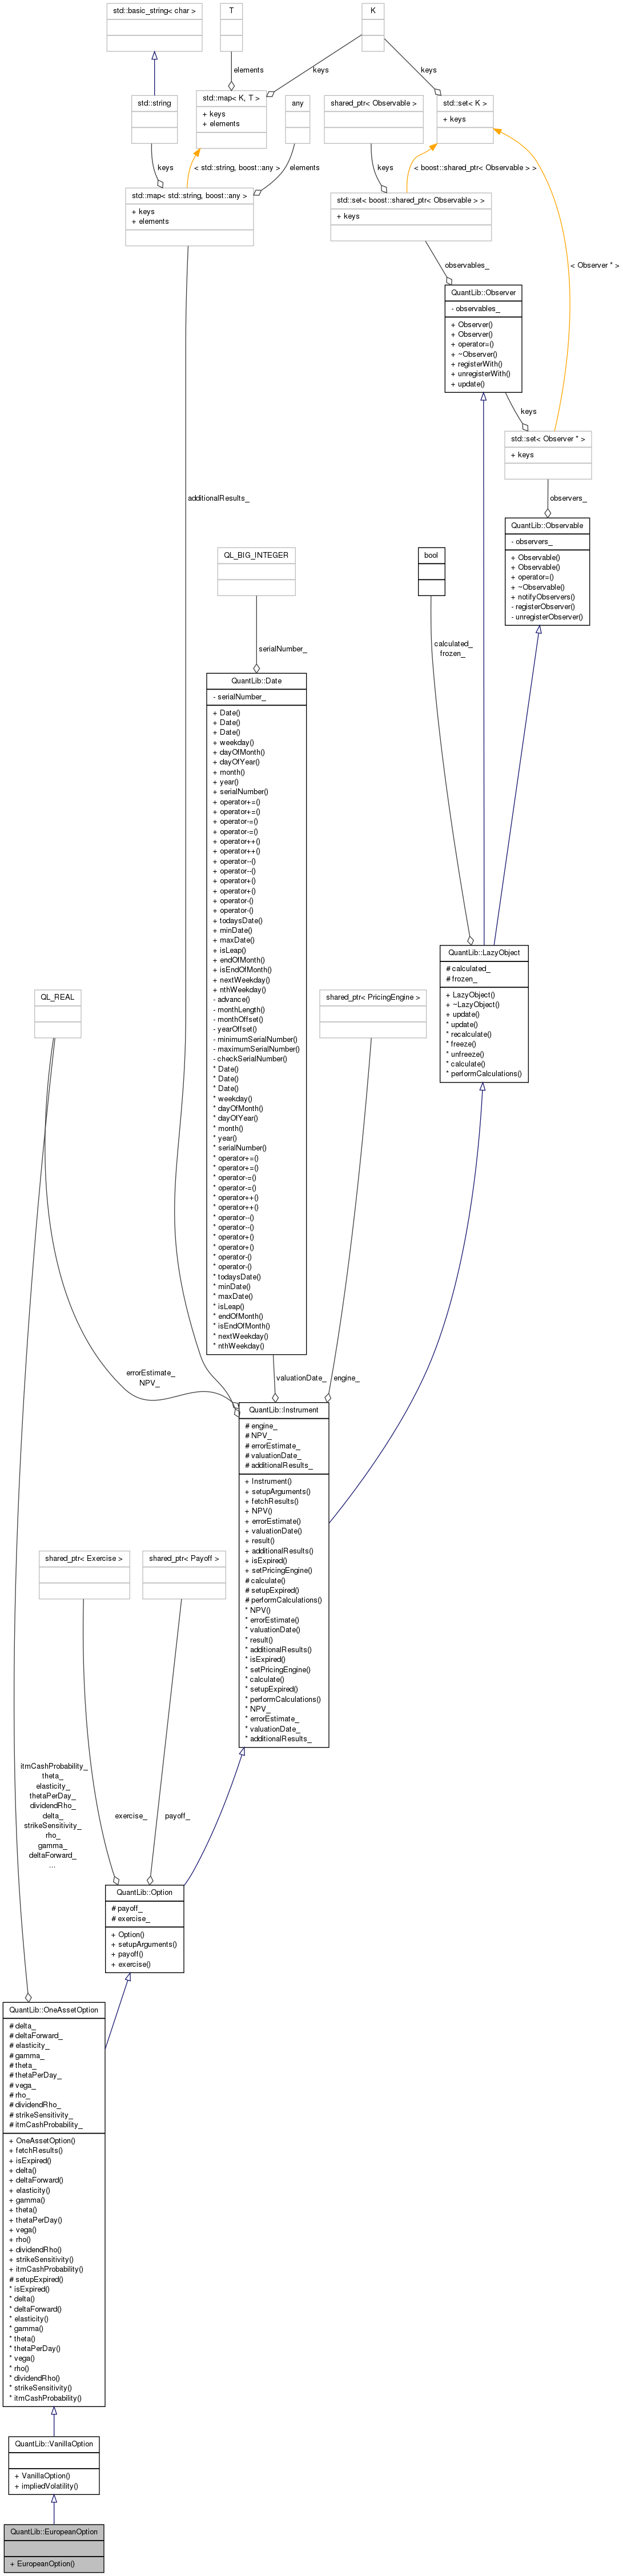 std::basic_string< char >
T
K
elements
keys
keys
std::string
std::map< K, T >
+ keys
+ elements
any
shared_ptr< Observable >
std::set< K >
+ keys
keys
< std::string, boost::any >
elements
keys
< boost::shared_ptr< Observable > >
std::map< std::string, boost::any >
+ keys
+ elements
std::set< boost::shared_ptr< Observable > >
+ keys
observables_
< Observer * >
QuantLib::Observer
- observables_
+ Observer()
+ Observer()
+ operator=()
+ ~Observer()
+ registerWith()
+ unregisterWith()
+ update()
keys
std::set< Observer * >
+ keys
additionalResults_
observers_
QuantLib::Observable
- observers_
+ Observable()
+ Observable()
+ operator=()
+ ~Observable()
+ notifyObservers()
- registerObserver()
- unregisterObserver()
QL_BIG_INTEGER
bool
serialNumber_
calculated_
frozen_
QuantLib::Date
- serialNumber_
+ Date()
+ Date()
+ Date()
+ weekday()
+ dayOfMonth()
+ dayOfYear()
+ month()
+ year()
+ serialNumber()
+ operator+=()
+ operator+=()
+ operator-=()
+ operator-=()
+ operator++()
+ operator++()
+ operator--()
+ operator--()
+ operator+()
+ operator+()
+ operator-()
+ operator-()
+ todaysDate()
+ minDate()
+ maxDate()
+ isLeap()
+ endOfMonth()
+ isEndOfMonth()
+ nextWeekday()
+ nthWeekday()
- advance()
- monthLength()
- monthOffset()
- yearOffset()
- minimumSerialNumber()
- maximumSerialNumber()
- checkSerialNumber()
* Date()
* Date()
* Date()
* weekday()
* dayOfMonth()
* dayOfYear()
* month()
* year()
* serialNumber()
* operator+=()
* operator+=()
* operator-=()
* operator-=()
* operator++()
* operator++()
* operator--()
* operator--()
* operator+()
* operator+()
* operator-()
* operator-()
* todaysDate()
* minDate()
* maxDate()
* isLeap()
* endOfMonth()
* isEndOfMonth()
* nextWeekday()
* nthWeekday()
QuantLib::LazyObject
# calculated_
# frozen_
+ LazyObject()
+ ~LazyObject()
+ update()
* update()
* recalculate()
* freeze()
* unfreeze()
* calculate()
* performCalculations()
QL_REAL
shared_ptr< PricingEngine >
errorEstimate_
NPV_
valuationDate_
engine_
QuantLib::Instrument
# engine_
# NPV_
# errorEstimate_
# valuationDate_
# additionalResults_
+ Instrument()
+ setupArguments()
+ fetchResults()
+ NPV()
+ errorEstimate()
+ valuationDate()
+ result()
+ additionalResults()
+ isExpired()
+ setPricingEngine()
# calculate()
# setupExpired()
# performCalculations()
* NPV()
* errorEstimate()
* valuationDate()
* result()
* additionalResults()
* isExpired()
* setPricingEngine()
* calculate()
* setupExpired()
* performCalculations()
* NPV_
* errorEstimate_
* valuationDate_
* additionalResults_
shared_ptr< Exercise >
shared_ptr< Payoff >
itmCashProbability_
theta_
elasticity_
thetaPerDay_
dividendRho_
delta_
strikeSensitivity_
rho_
gamma_
deltaForward_
...
exercise_
payoff_
QuantLib::Option
# payoff_
# exercise_
+ Option()
+ setupArguments()
+ payoff()
+ exercise()
QuantLib::OneAssetOption
# delta_
# deltaForward_
# elasticity_
# gamma_
# theta_
# thetaPerDay_
# vega_
# rho_
# dividendRho_
# strikeSensitivity_
# itmCashProbability_
+ OneAssetOption()
+ fetchResults()
+ isExpired()
+ delta()
+ deltaForward()
+ elasticity()
+ gamma()
+ theta()
+ thetaPerDay()
+ vega()
+ rho()
+ dividendRho()
+ strikeSensitivity()
+ itmCashProbability()
# setupExpired()
* isExpired()
* delta()
* deltaForward()
* elasticity()
* gamma()
* theta()
* thetaPerDay()
* vega()
* rho()
* dividendRho()
* strikeSensitivity()
* itmCashProbability()
QuantLib::VanillaOption
+ VanillaOption()
+ impliedVolatility()
QuantLib::EuropeanOption
+ EuropeanOption()